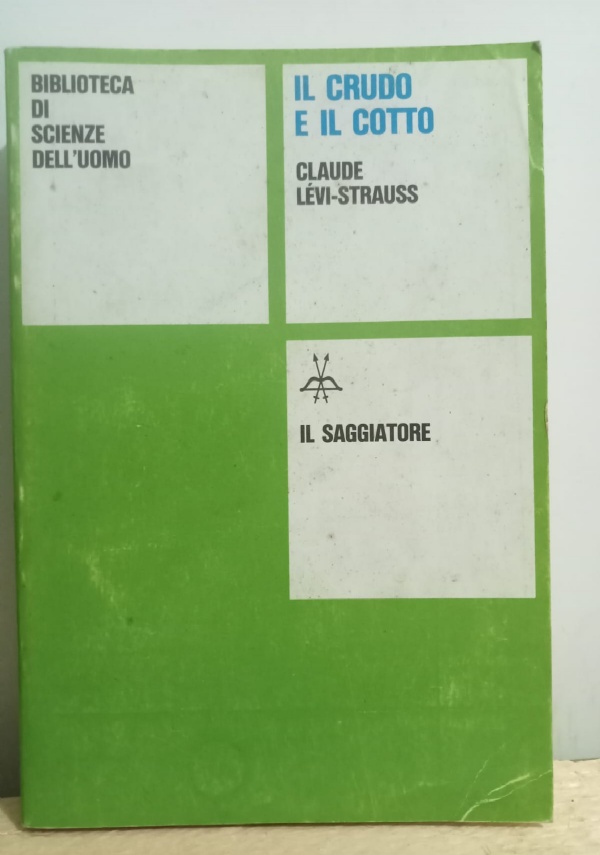 BIBLIOTECA
DI
SCIENZE
DELL'UOMO
IL CRUDO
E IL COTTO
CLAUDE
LÉVI-STRAUSS
IL SAGGIATORE